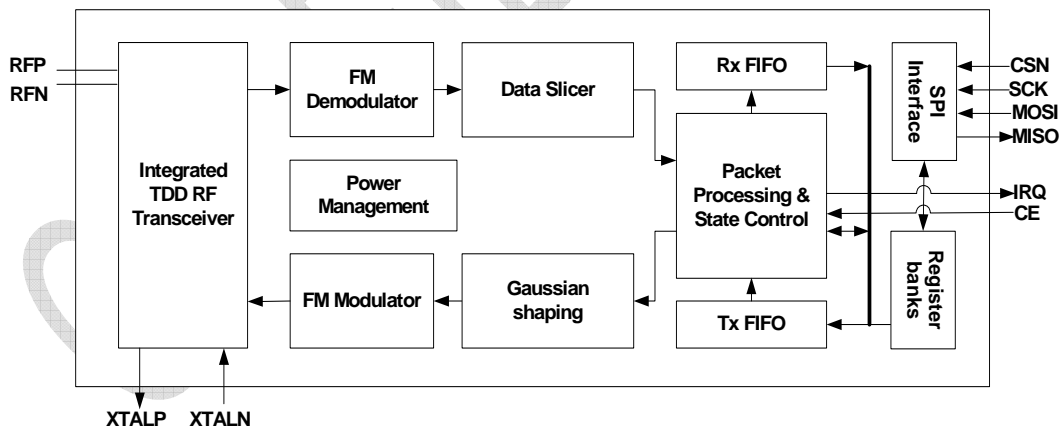 RFP
RFN
Integrated
TDD RF
Transceiver
FM
Demodulator
Data Slicer
Power
Management
FM Modulator
Gaussian
shaping
Rx FIFO
Packet
Processing &
State Control
Tx FIFO
SPI
Interface
Register
banks
CSN
SCK
MOSI
MISO
IRQ
CE
XTALP
XTALN